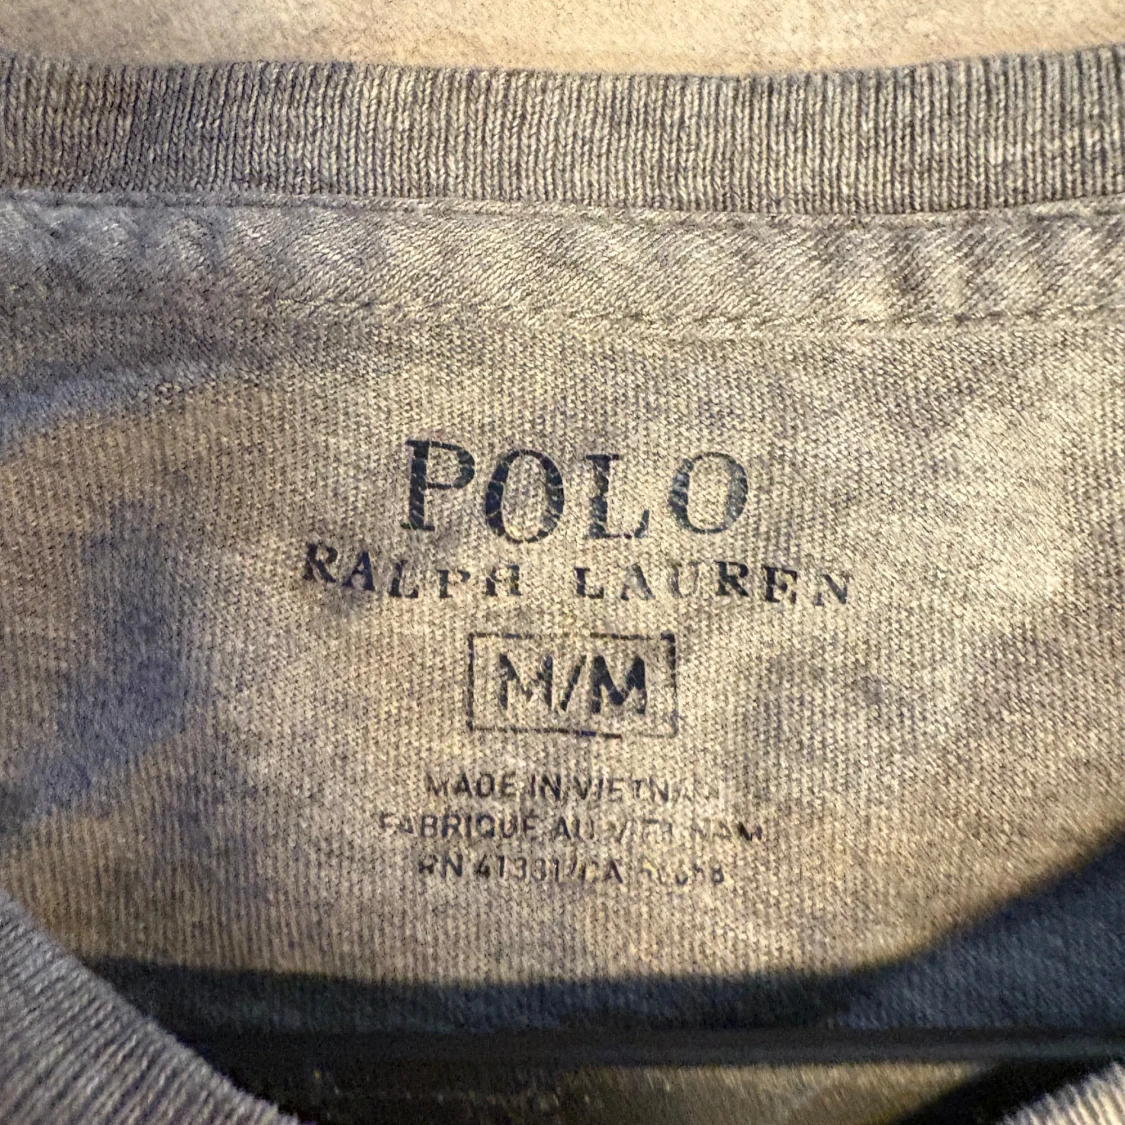 POLO
RALPH LAUREN
M/M
MADE IN VIETNAM
FABRIQUE AU VIETNAM
RN 41381/CA